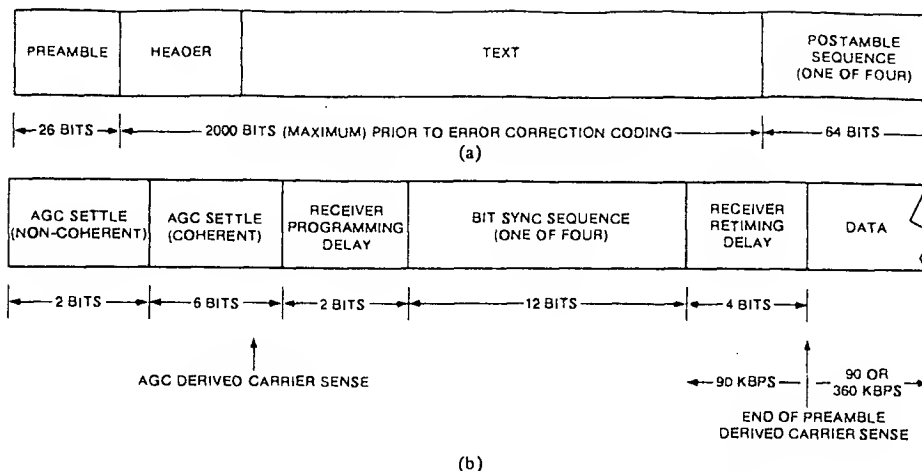 PREAMBLE
HEADER
TEXT
POSTAMBLE
SEQUENCE
(ONE OF FOUR)
26 BITS
2000 BITS (MAXIMUM) PRIOR TO ERROR CORRECTION CODING
64 BITS
(a)
AGC SETTLE
(NON-COHERENT)
AGC SETTLE
(COHERENT)
RECEIVER
PROGRAMMING
DELAY
BIT SYNC SEQUENCE
(ONE OF FOUR)
RECEIVER
RETIMING
DELAY
DATA
2 BITS
6 BITS
2 BITS
12 BITS
4 BITS
AGC DERIVED CARRIER SENSE
90 KBPS
90 OR
360 KBPS
END OF PREAMBLE
DERIVED CARRIER SENSE
(b)